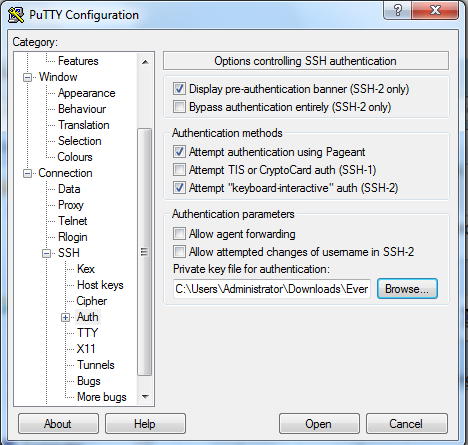 PuTTY Configuration
Category:
Features
Window
Appearance
Behaviour
Translation
Selection
Colours
Connection
Data
Proxy
Telnet
Rlogin
SSH
Kex
Host keys
Cipher
Auth
TTY
X11
Tunnels
Bugs
More bugs
Options controlling SSH authentication
Display pre-authentication banner (SSH-2 only)
Bypass authentication entirely (SSH-2 only)
Authentication methods
Attempt authentication using Pageant
Attempt TIS or CryptoCard auth (SSH-1)
Attempt "keyboard-interactive" auth (SSH-2)
Authentication parameters
Allow agent forwarding
Allow attempted changes of username in SSH-2
Private key file for authentication:
C:\Users\Administrator\Downloads\Ever
Browse...
About
Help
Open
Cancel